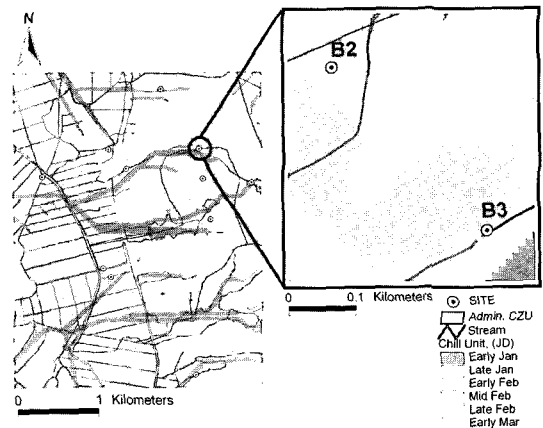 N
B2
B3
0 0.1 Kilometers
SITE
Admin. CZU
Stream
Chill Unit, (JD)
Early Jan
Late Jan
Early Feb
Mid Feb
Late Feb
Early Mar
0 1 Kilometers